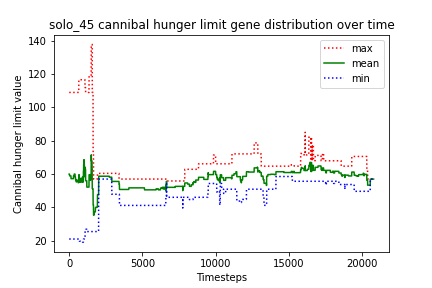 solo_45 cannibal hunger limit gene distribution over time
140
120
100
80
60
40
20
Cannibal hunger limit value
max
mean
min
0
5000
10000
15000
20000
Timesteps